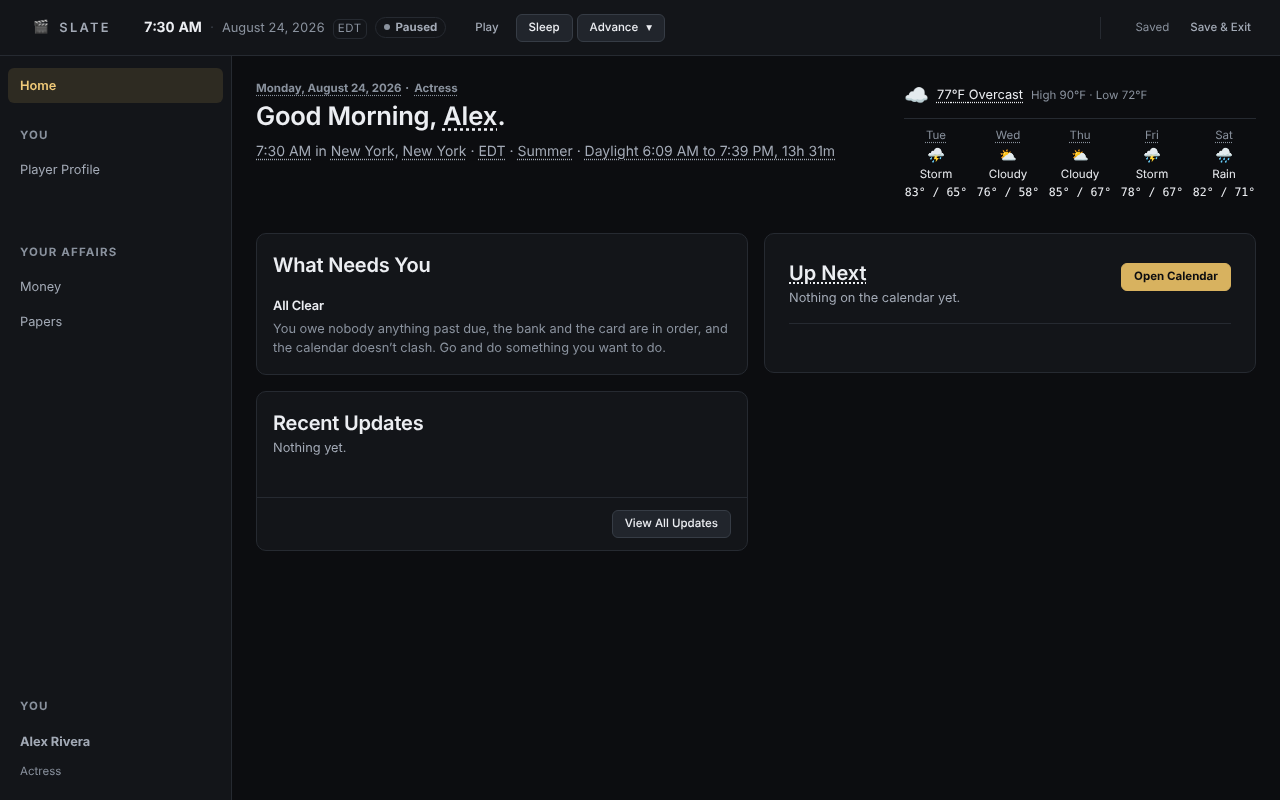 SLATE
7:30 AM · August 24, 2026 EDT Paused Play Sleep Advance ▾ Saved Save & Exit
Home
YOU
Player Profile
YOUR AFFAIRS
Money
Papers
YOU
Alex Rivera
Actress
Monday, August 24, 2026 · Actress
Good Morning, Alex.
7:30 AM in New York, New York · EDT · Summer · Daylight 6:09 AM to 7:39 PM, 13h 31m
77°F Overcast High 90°F · Low 72°F
Tue Wed Thu Fri Sat
Storm Cloudy Cloudy Storm Rain
83° / 65° 76° / 58° 85° / 67° 78° / 67° 82° / 71°
What Needs You
All Clear
You owe nobody anything past due, the bank and the card are in order, and
the calendar doesn’t clash. Go and do something you want to do.
Up Next
Nothing on the calendar yet.
Open Calendar
Recent Updates
Nothing yet.
View All Updates